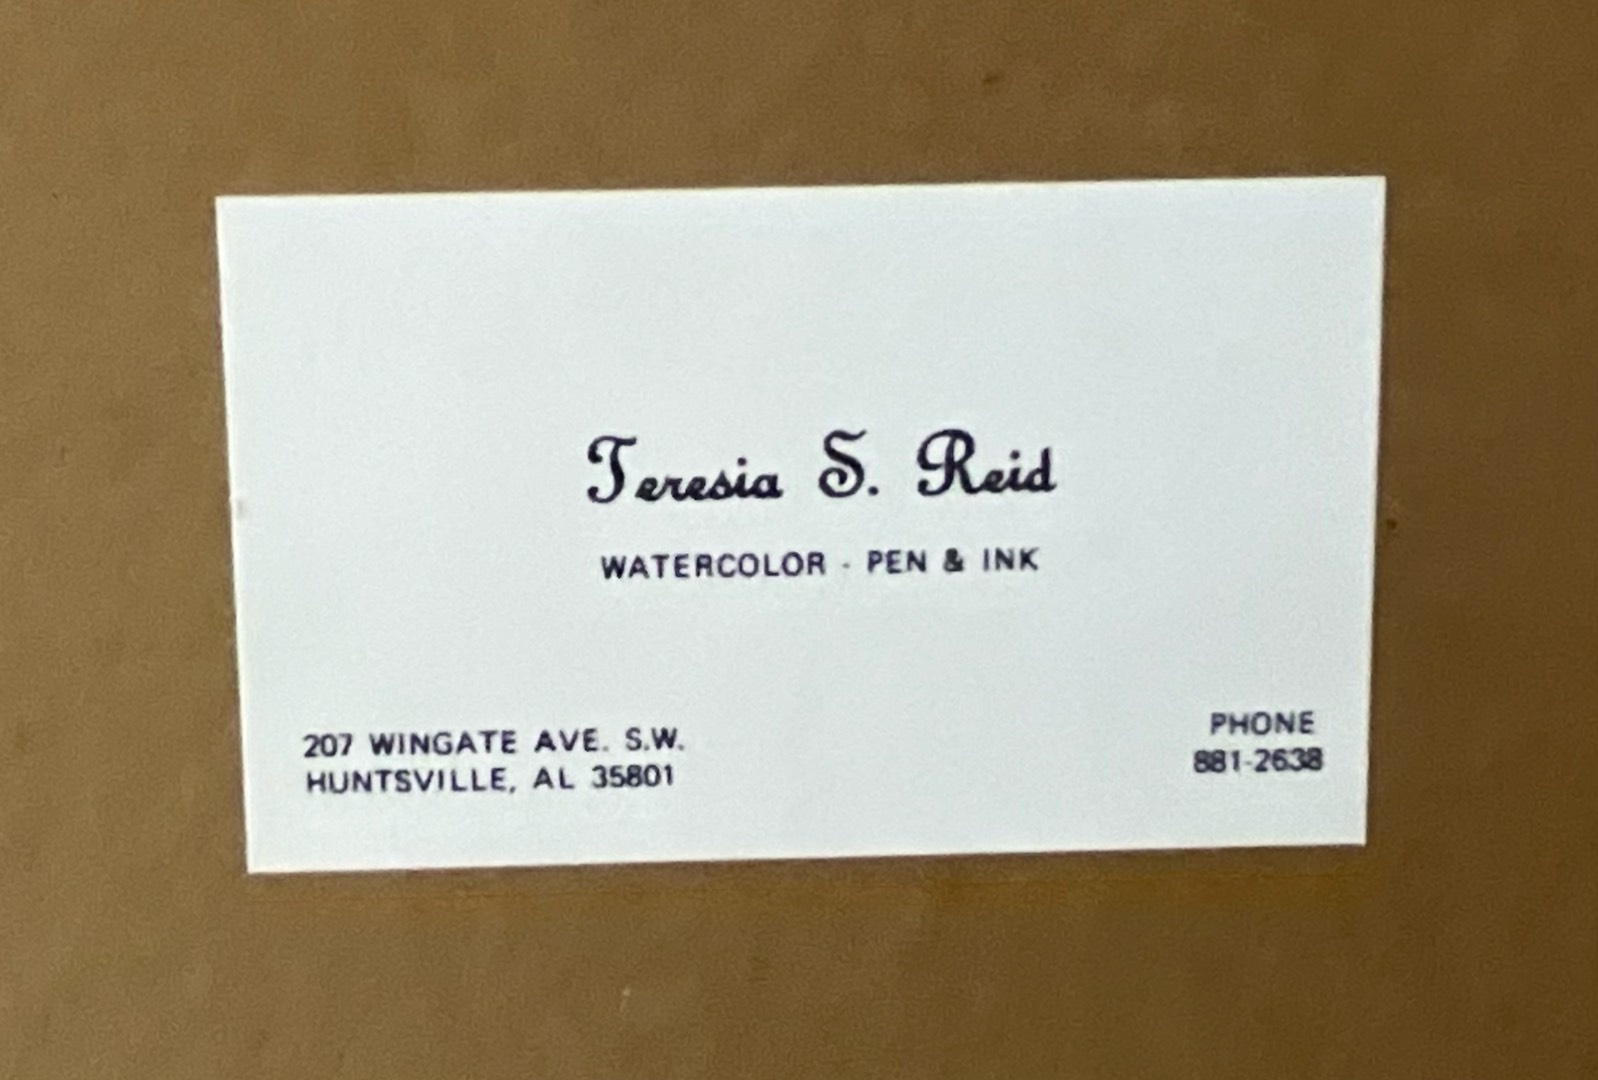 Teresia S. Reid
WATERCOLOR - PEN & INK
207 WINGATE AVE. S.W.
HUNTSVILLE, AL 35801
PHONE
881-2638